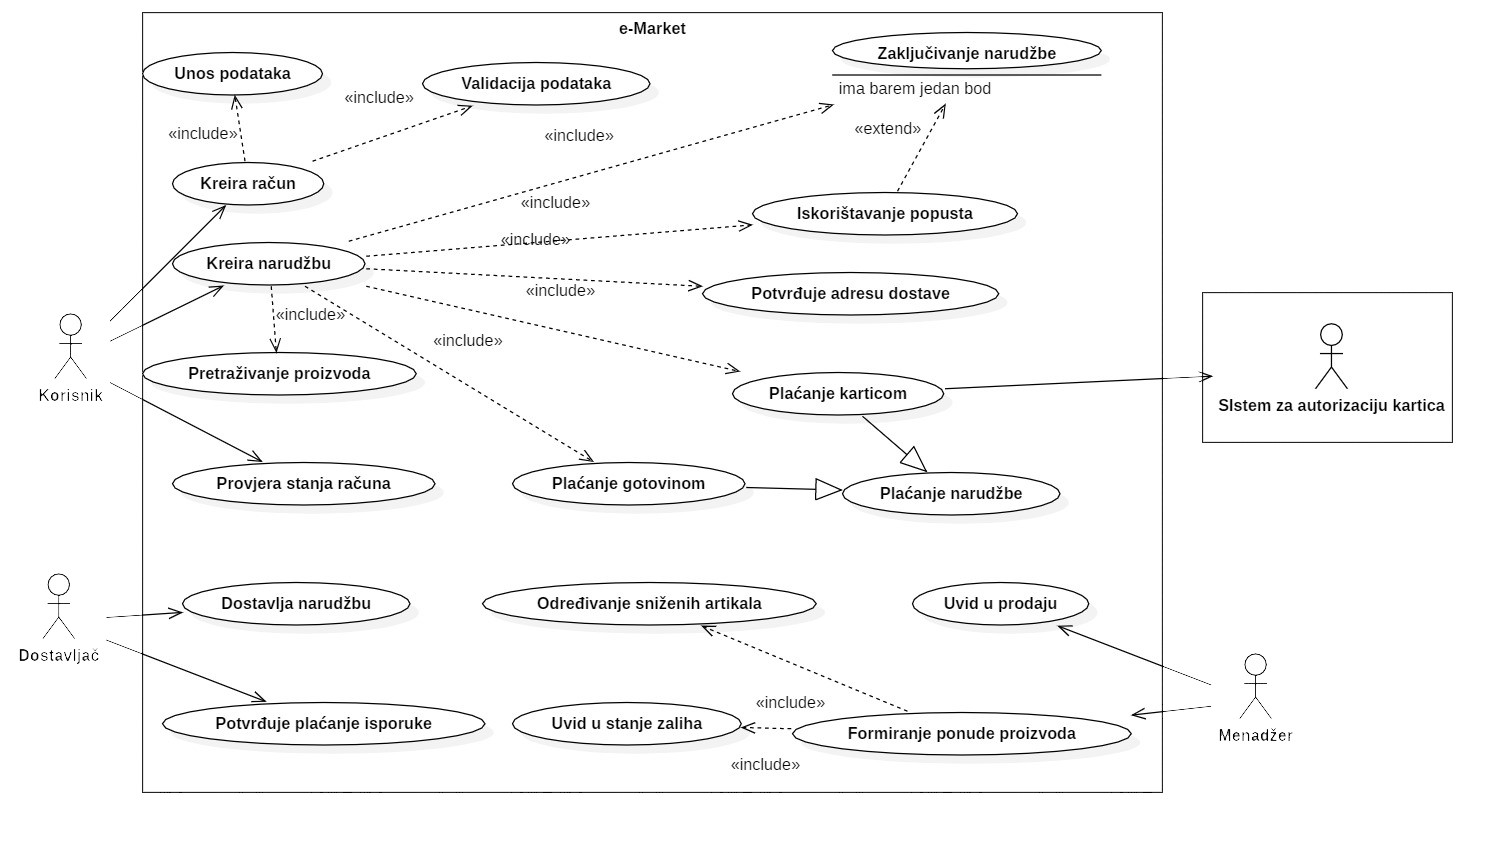 e-Market
Unos podataka
Validacija podataka
Zaključivanje narudžbe
ima barem jedan bod
«include»
«include»
«include»
«extend»
Kreira račun
«include»
Iskorištavanje popusta
«include»
Kreira narudžbu
«include»
Potvrđuje adresu dostave
«include»
«include»
Pretraživanje proizvoda
Plaćanje karticom
Korisnik
SIstem za autorizaciju kartica
Provjera stanja računa
Plaćanje gotovinom
Plaćanje narudžbe
Dostavlja narudžbu
Određivanje sniženih artikala
Uvid u prodaju
Dostavljač
«include»
Potvrđuje plaćanje isporuke
Uvid u stanje zaliha
Formiranje ponude proizvoda
Menadžer
«include»